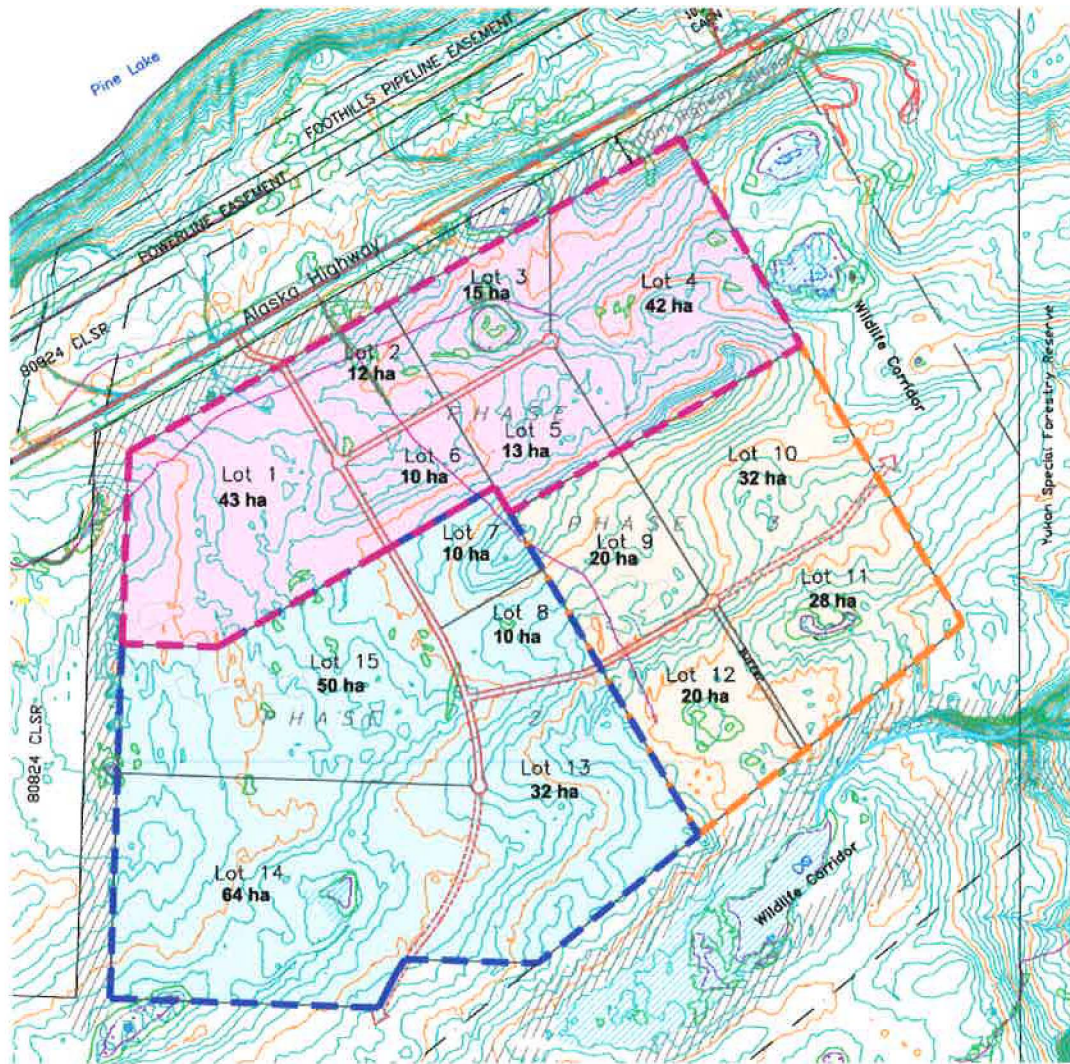 Pine Lake
FOOTHILLS PIPELINE EASEMENT
POWERLINE EASEMENT
Alaska Highway
80824 CLSR
Lot 3
15 ha
Lot 4
42 ha
Lot 2
12 ha
PHASE 1
Lot 5
13 ha
Lot 6
10 ha
Lot 1
43 ha
Wildlife Corridor
Yukon Special Forestry Reserve
Lot 10
32 ha
PHASE 3
Lot 7
10 ha
Lot 9
20 ha
Lot 11
28 ha
Lot 8
10 ha
Lot 15
50 ha
Lot 12
20 ha
PHASE 2
80824 CLSR
Lot 13
32 ha
Lot 14
64 ha
Wildlife Corridor